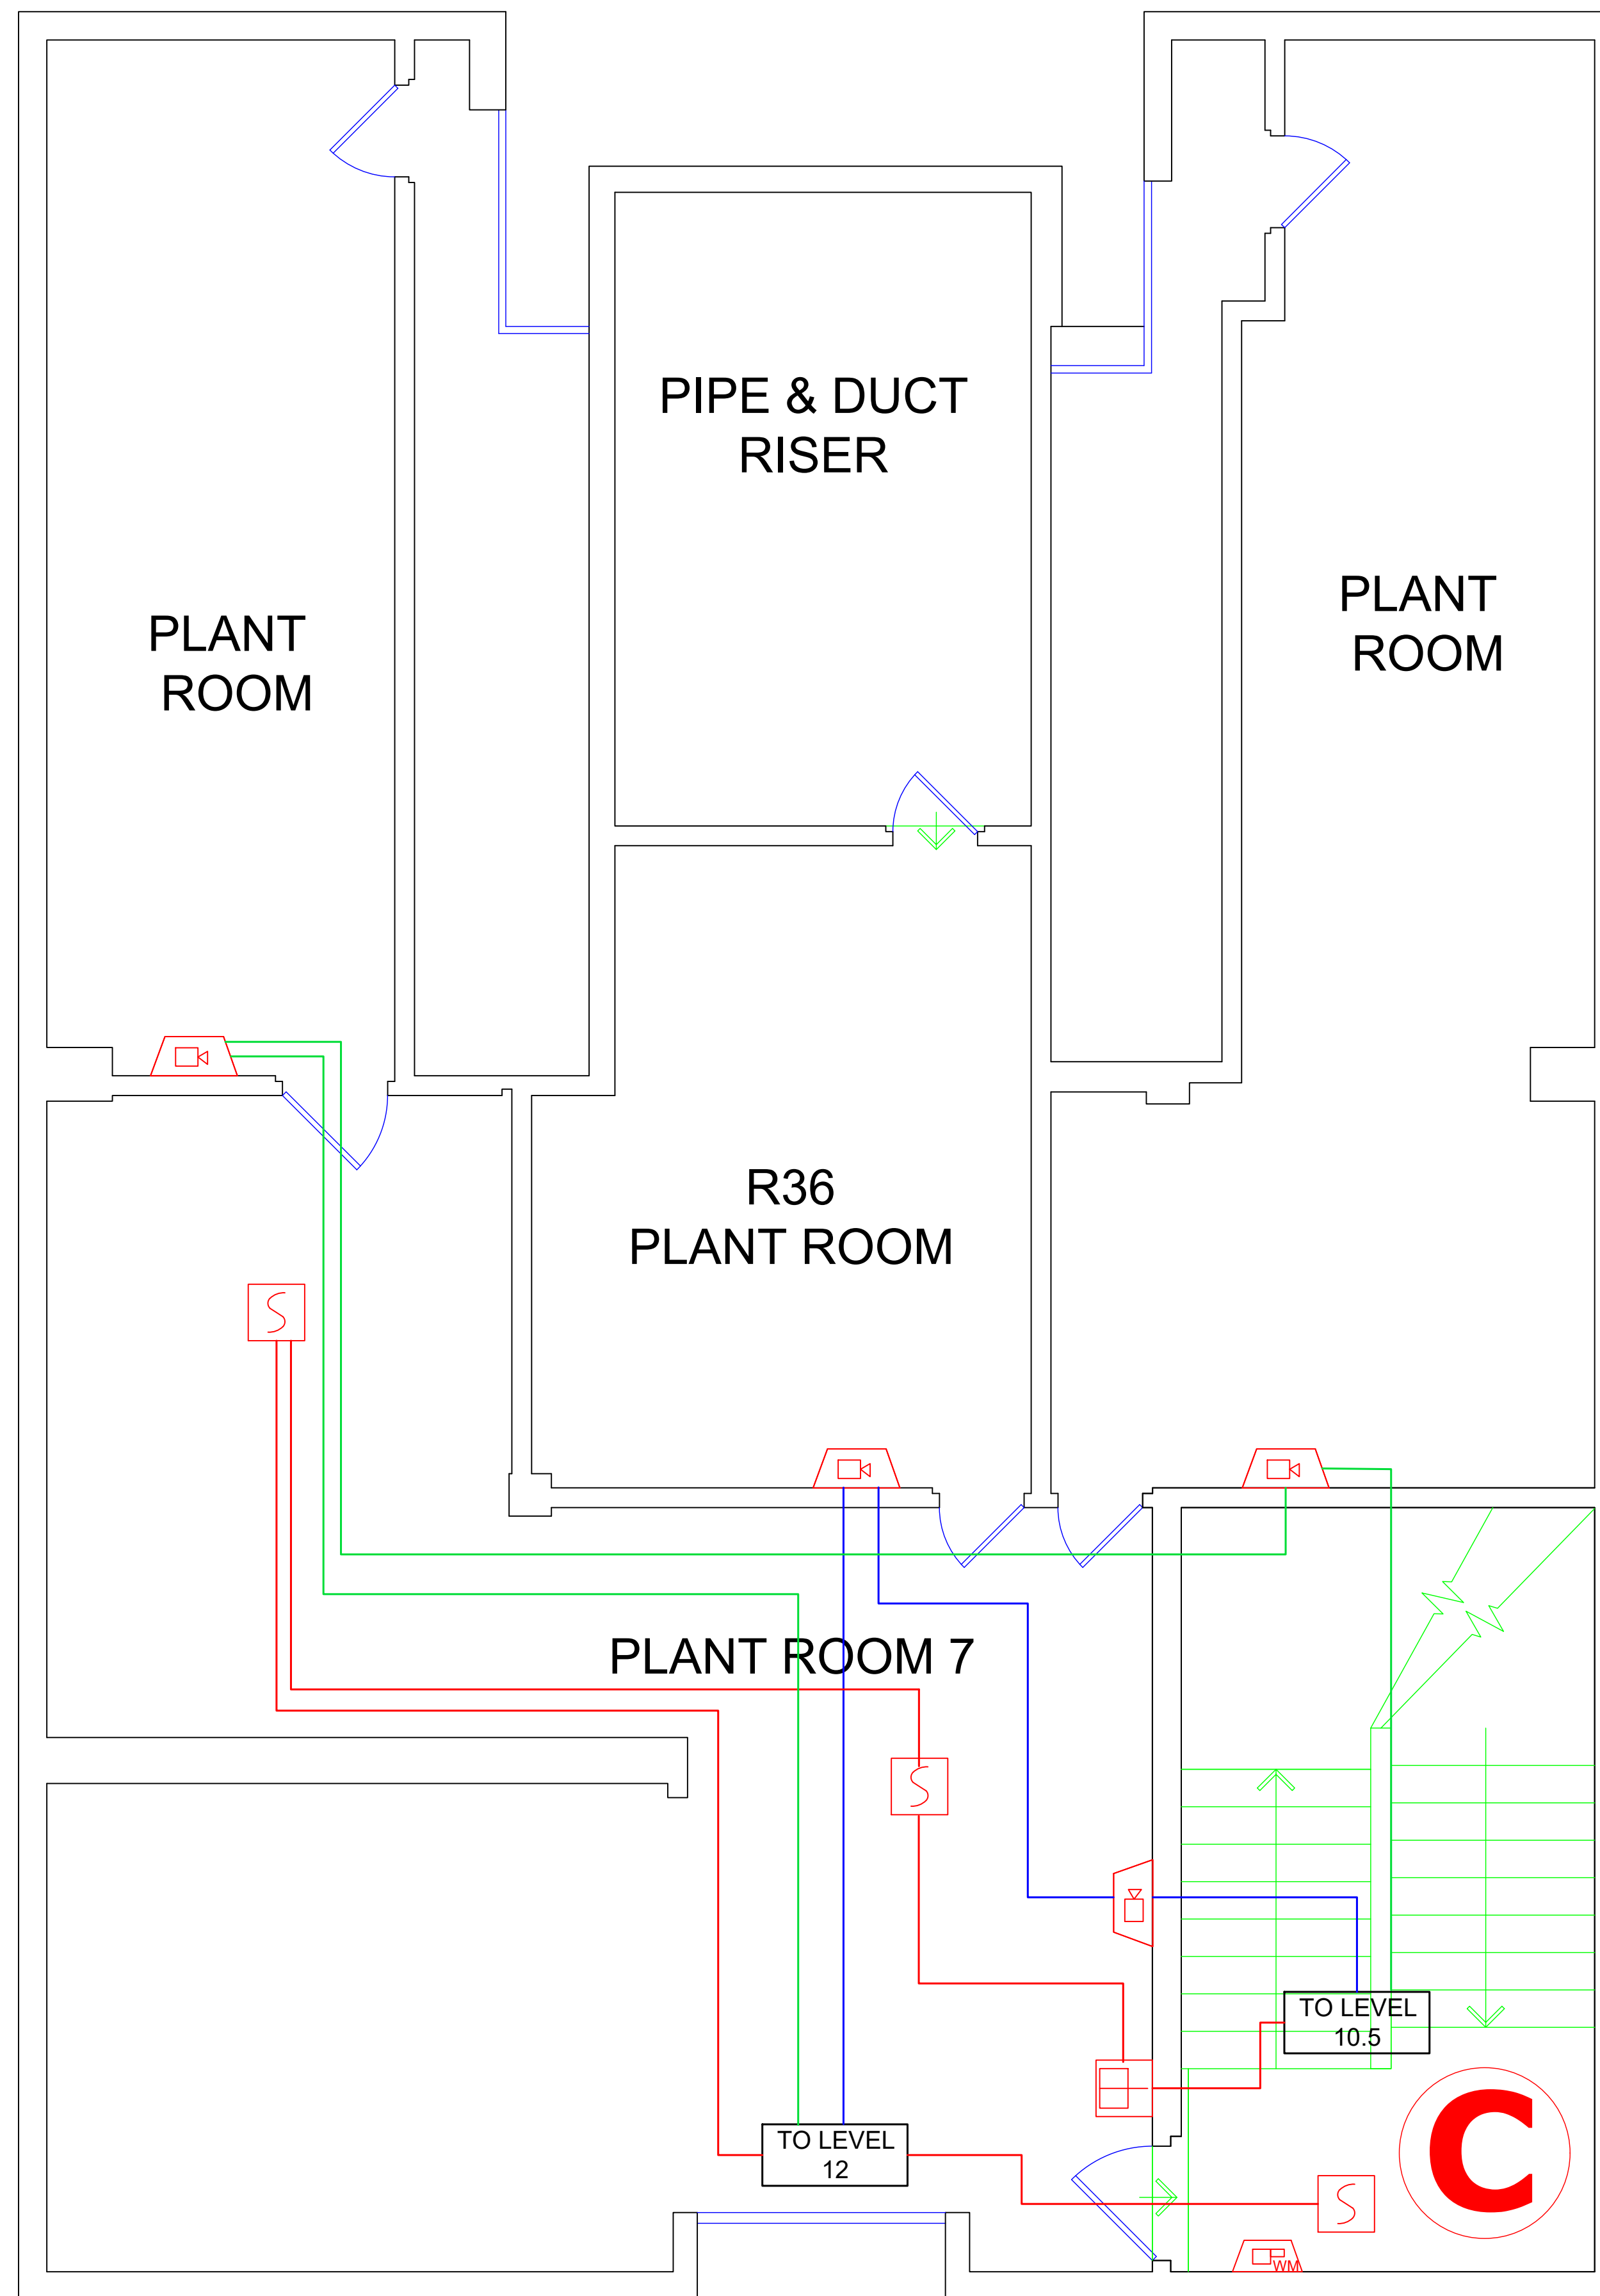 PIPE & DUCT
RISER
PLANT
ROOM
PLANT
ROOM
R36
PLANT ROOM
S
PLANT ROOM 7
S
TO LEVEL
10.5
TO LEVEL
12
C
S
WM